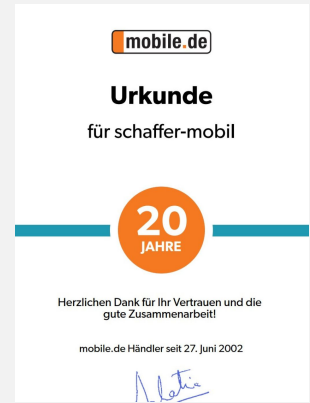 mobile.de
Urkunde
für schaffer-mobil
20
JAHRE
Herzlichen Dank für Ihr Vertrauen und die
gute Zusammenarbeit!
mobile.de Händler seit 27. Juni 2002